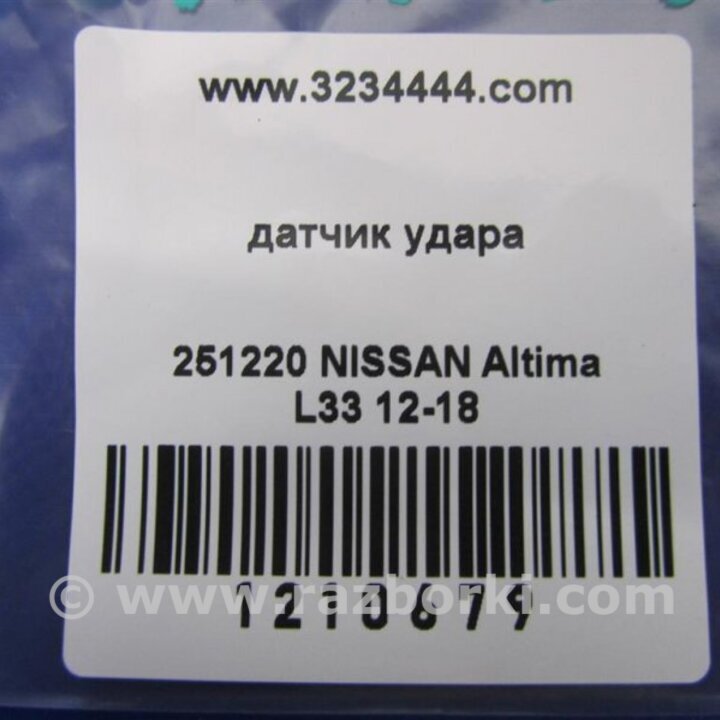 www.3234444.com
датчик удара
251220 NISSAN Altima
L33 12-18
© www.razborki.com